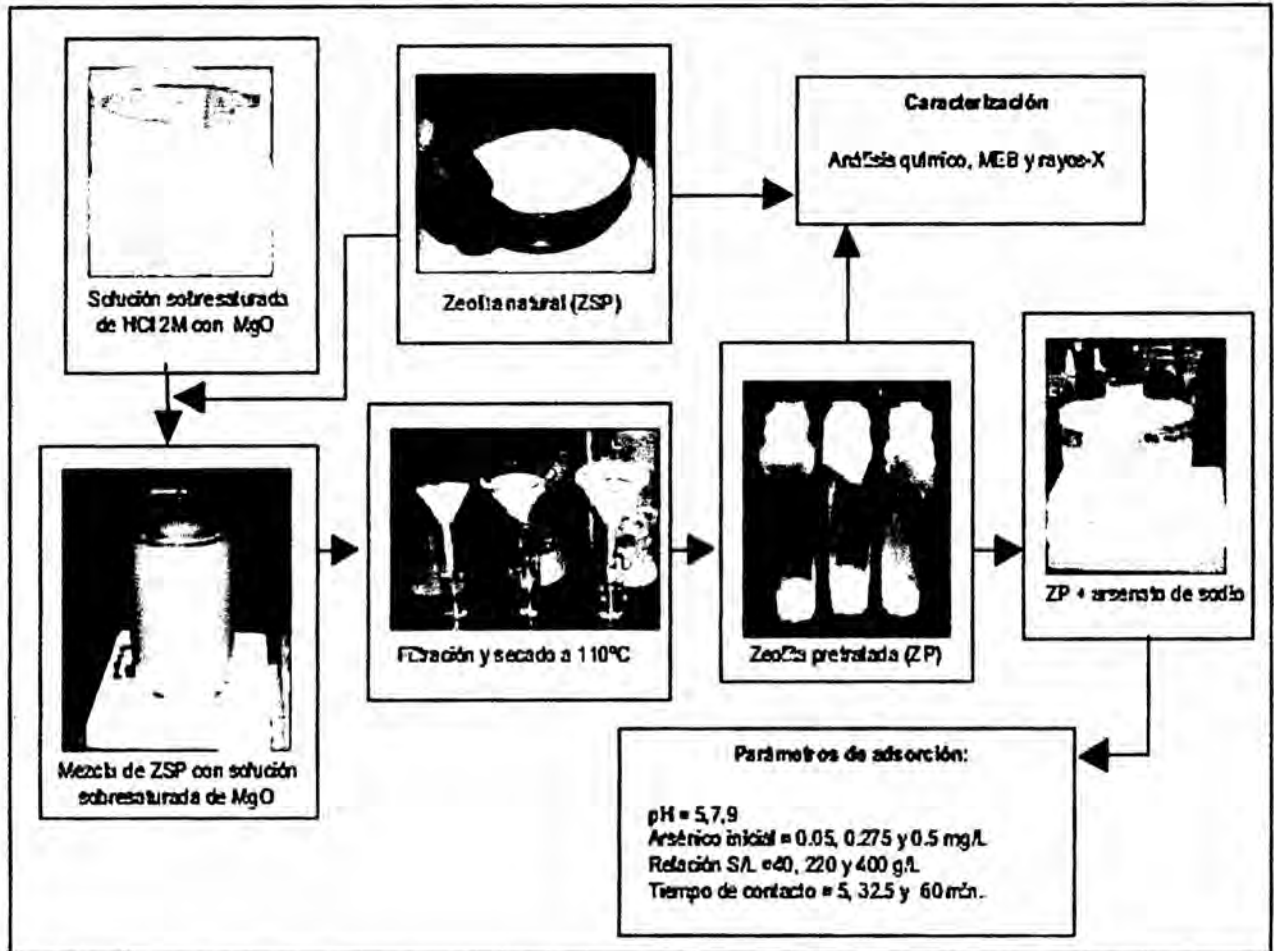 Solución sobresaturada
de HCl 2M con MgO
Zeolita natural (ZSP)
Caracterización
Análisis químico, MEB y rayos-X
Mezcla de ZSP con solución
sobresaturada de MgO
Filtración y secado a 110ºC
Zeolita pretratada (ZP)
ZP + arsenato de sodio
Parámetros de adsorción:
pH = 5,7,9
Arsénico inicial = 0.05, 0.275 y 0.5 mg/L
Relación S/L =40, 220 y 400 g/L
Tiempo de contacto = 5, 32.5 y 60 min.